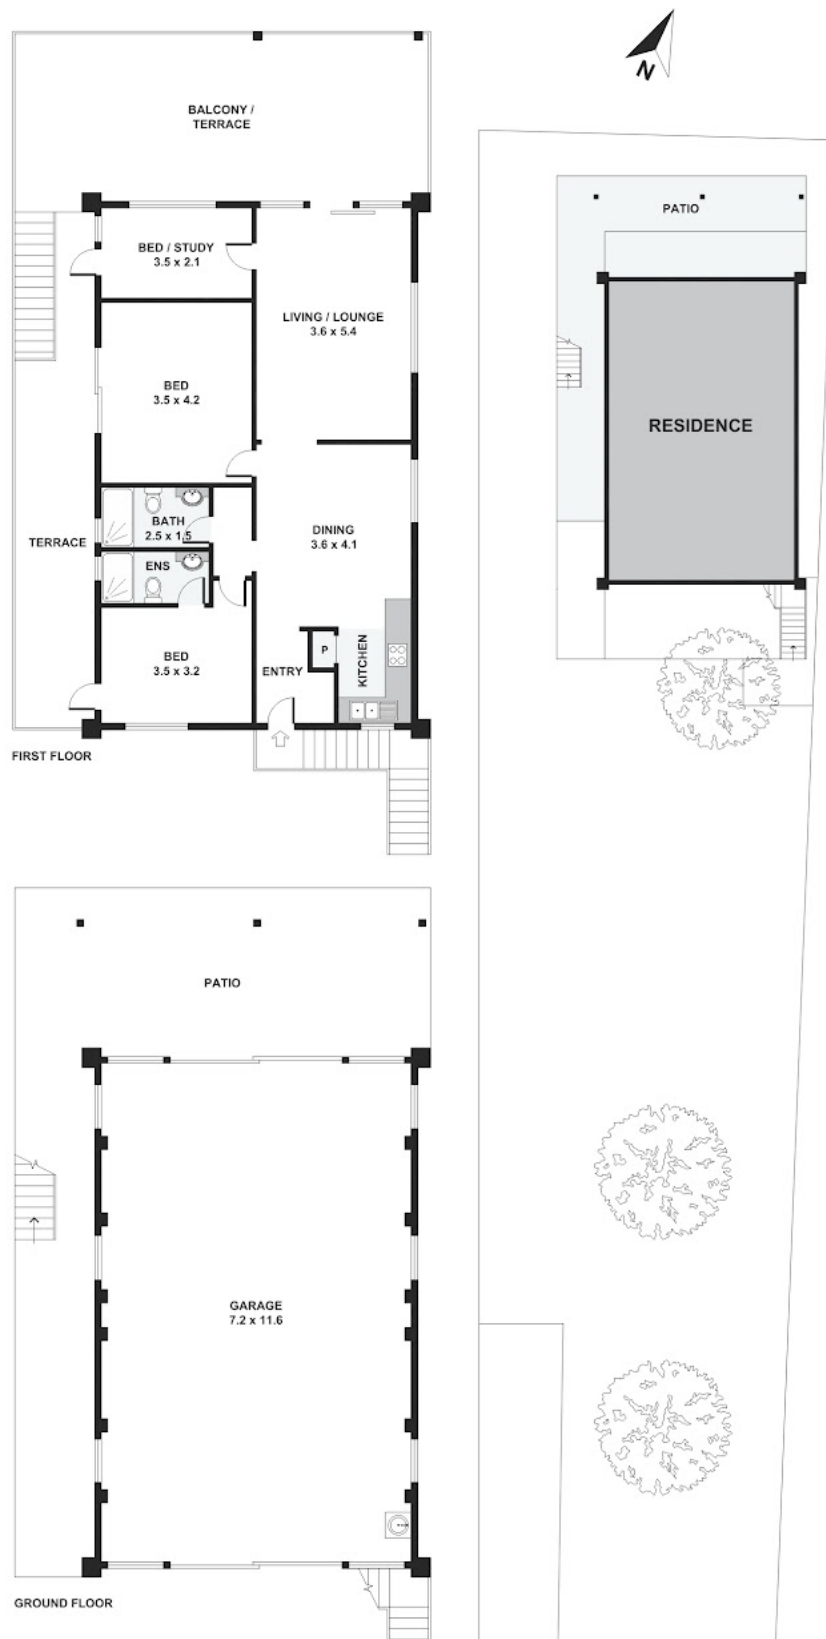 N
BALCONY /
TERRACE
BED / STUDY
3.5 x 2.1
LIVING / LOUNGE
3.6 x 5.4
BED
3.5 x 4.2
BATH
2.5 x 1.5
TERRACE
DINING
3.6 x 4.1
ENS
BED
3.5 x 3.2
ENTRY
P
KITCHEN
FIRST FLOOR
PATIO
RESIDENCE
PATIO
GARAGE
7.2 x 11.6
GROUND FLOOR